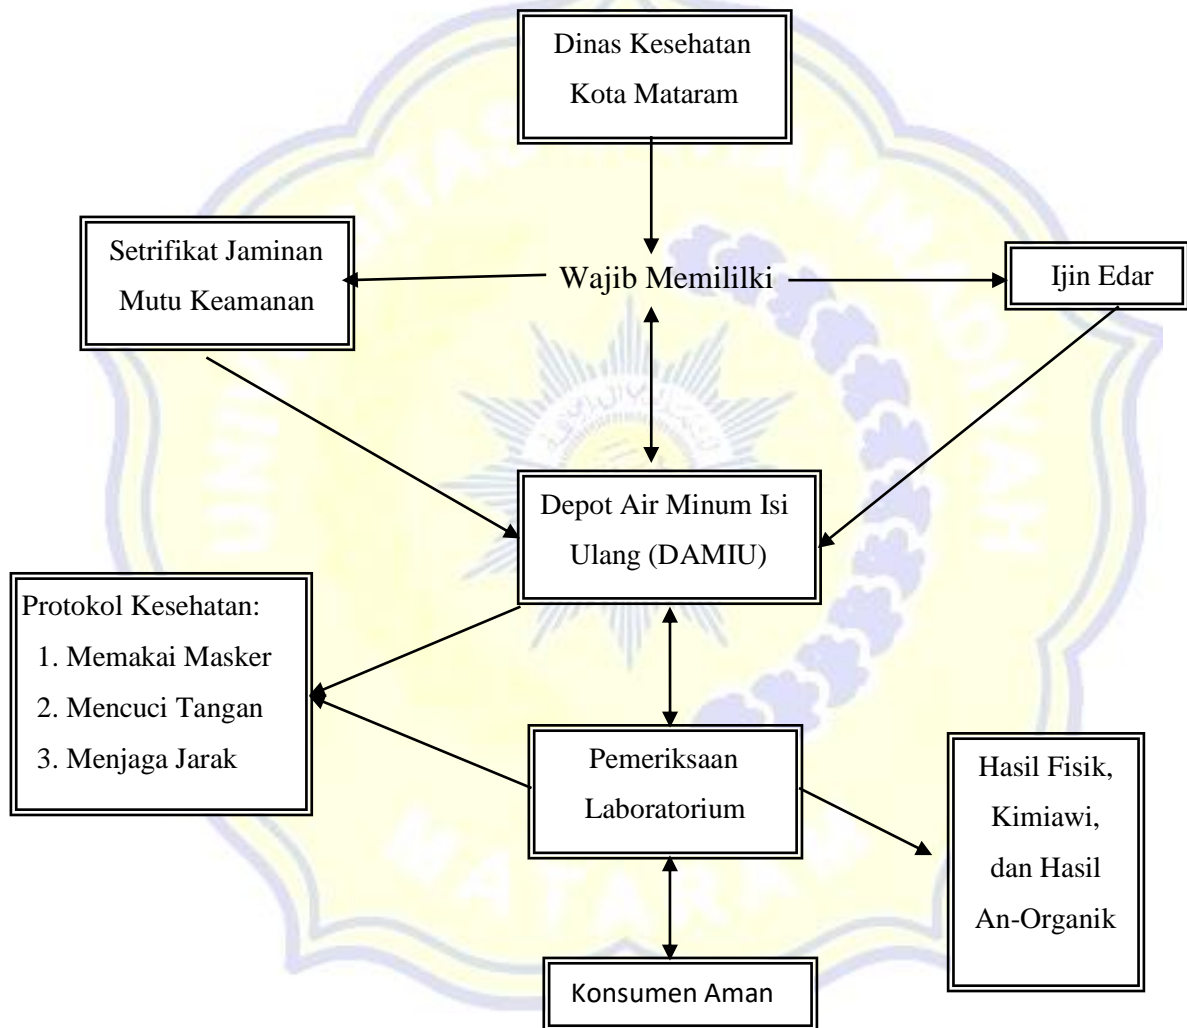 Dinas Kesehatan
Kota Mataram
Setrifikat Jaminan
Mutu Keamanan
Wajib Memililki
Ijin Edar
Depot Air Minum Isi
Ulang (DAMIU)
Protokol Kesehatan:
1. Memakai Masker
2. Mencuci Tangan
3. Menjaga Jarak
Pemeriksaan
Laboratorium
Hasil Fisik,
Kimiawi,
dan Hasil
An-Organik
Konsumen Aman
MATARAM